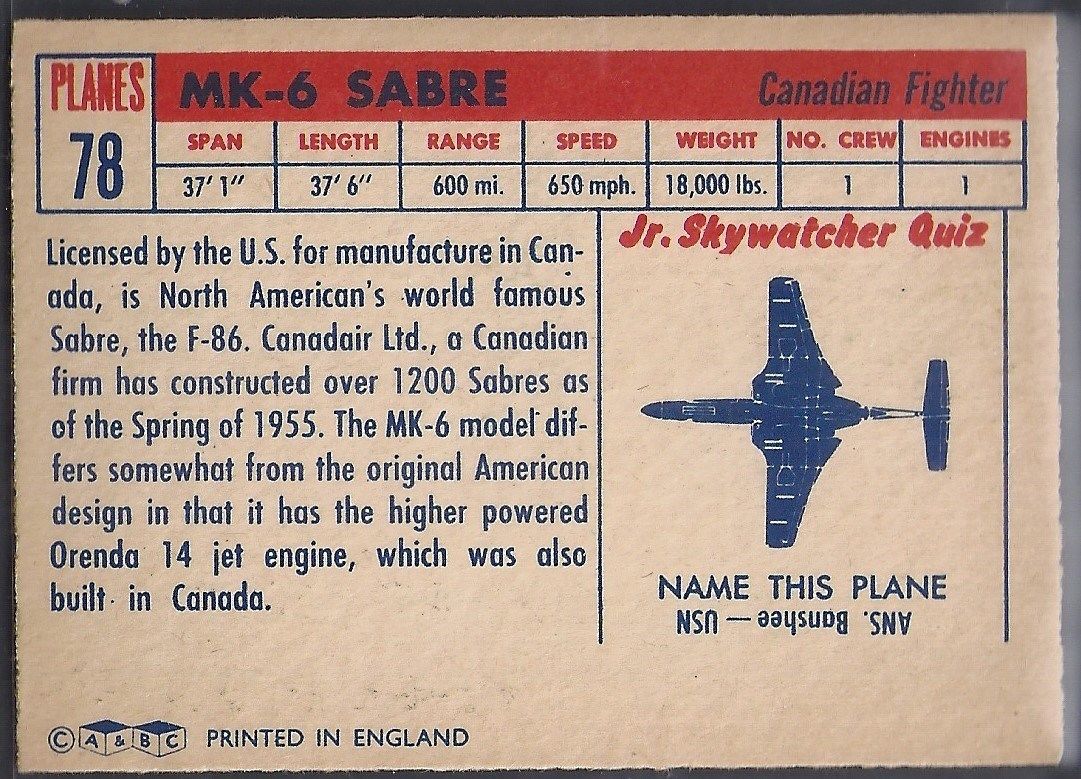 PLANES
78
MK-6 SABRE
Canadian Fighter
SPAN LENGTH RANGE SPEED WEIGHT NO. CREW ENGINES
37' 1" 37' 6" 600 mi. 650 mph. 18,000 lbs. 1 1
Licensed by the U.S. for manufacture in Can-
ada, is North American's world famous
Sabre, the F-86. Canadair Ltd., a Canadian
firm has constructed over 1200 Sabres as
of the Spring of 1955. The MK-6 model dif-
fers somewhat from the original American
design in that it has the higher powered
Orenda 14 jet engine, which was also
built in Canada.
Jr. Skywatcher Quiz
NAME THIS PLANE
ANS. Banshee — USN
© A & B C PRINTED IN ENGLAND